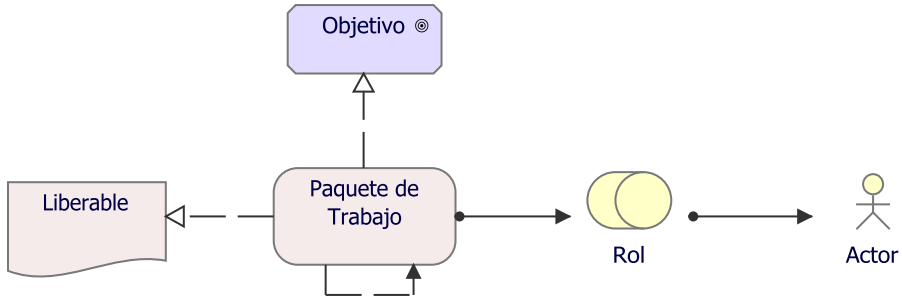 Objetivo
Liberable
Paquete de
Trabajo
Rol
Actor